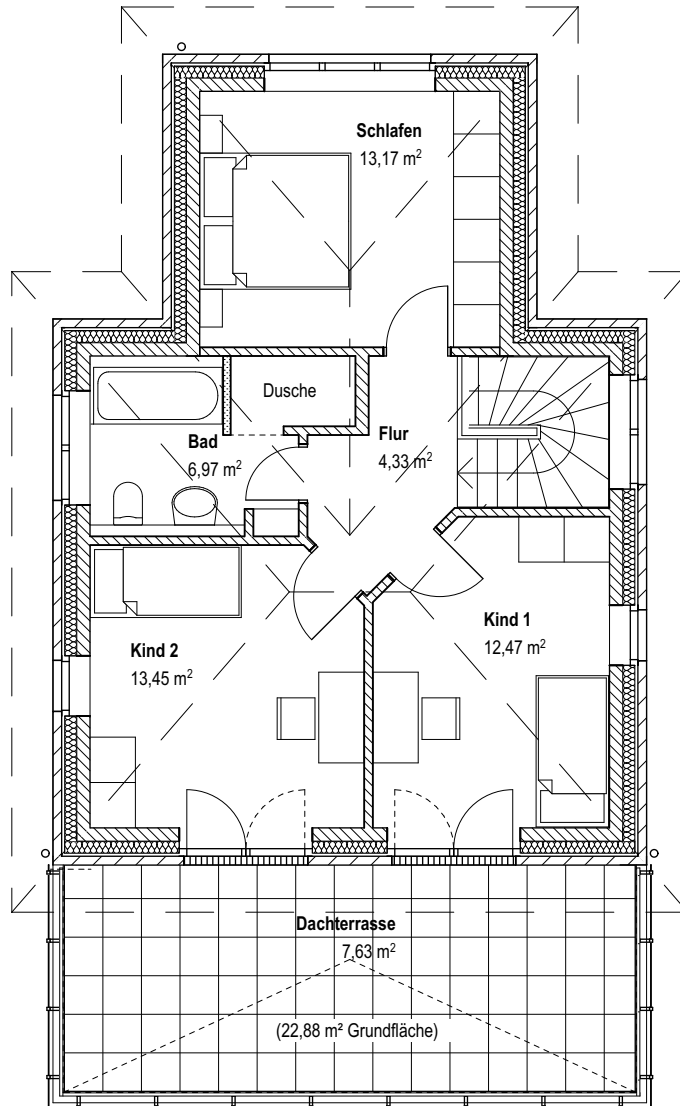 Schlafen
13,17 m²
Dusche
Bad
6,97 m²
Flur
4,33 m²
Kind 2
13,45 m²
Kind 1
12,47 m²
Dachterrasse
7,63 m²
(22,88 m² Grundfläche)